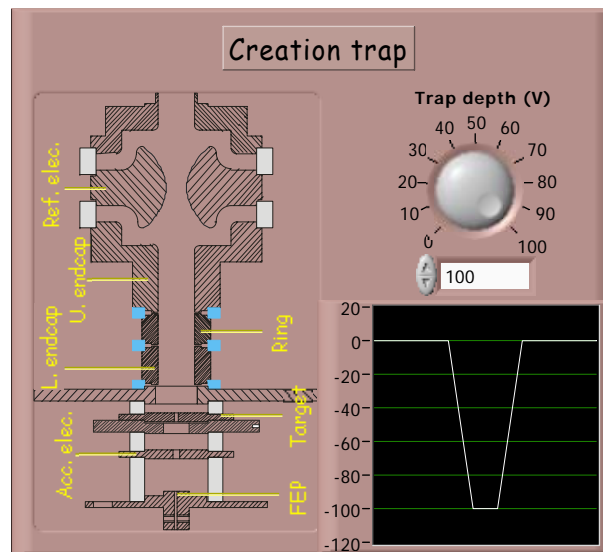 Creation trap
Trap depth (V)
50
40
60
30
70
20
80
10
90
0
100
100
Ref. elec.
U. endcap
L. endcap
Ring
Target
Acc. elec.
FEP
20
0
-20
-40
-60
-80
-100
-120